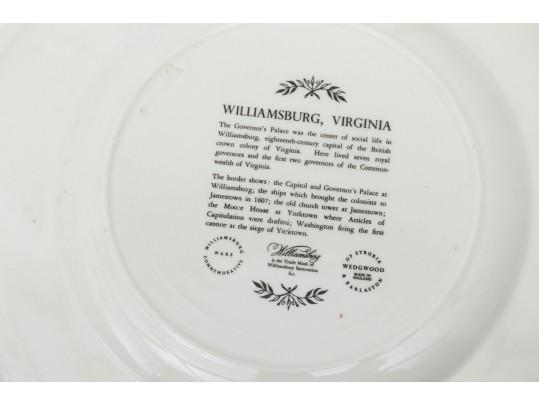 WILLIAMSBURG, VIRGINIA
The Governor's Palace was the center of social life in
Williamsburg, eighteenth-century capital of the British
crown colony of Virginia. Here lived seven royal
governors and the first two governors of the Common-
wealth of Virginia.
The border shows: the Capitol and Governor's Palace at
Williamsburg; the ships which brought the colonists to
Jamestown in 1607; the old church tower at Jamestown;
the Moore House at Yorktown where Articles of
Capitulation were drafted; Washington firing the first
cannon at the siege of Yorktown.
WILLIAMSBURG
WARE
COMMEMORATIVE
Williamsburg
is the Trade Mark of
Williamsburg Restoration
Inc.
OF ETRURIA
WEDGWOOD
MADE IN
ENGLAND
& BARLASTON